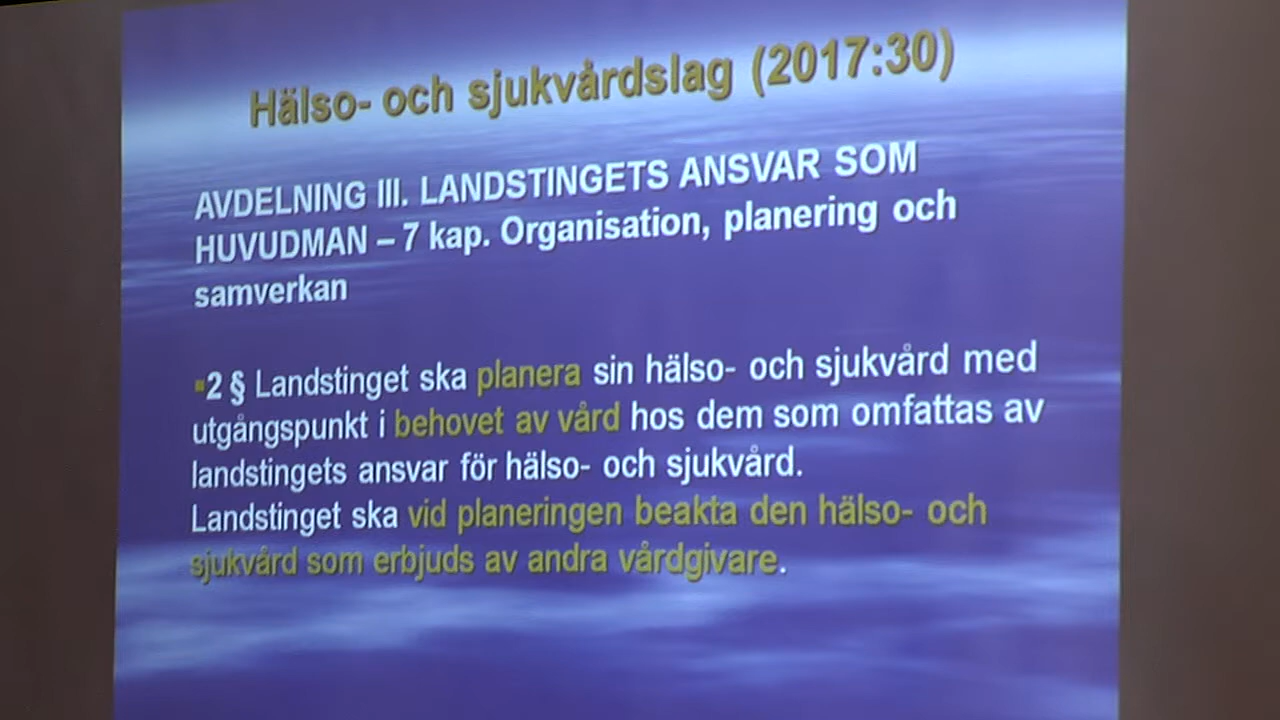 Hälso- och sjukvårdslag (2017:30)
AVDELNING III. LANDSTINGETS ANSVAR SOM
HUVUDMAN – 7 kap. Organisation, planering och
samverkan
▪2 § Landstinget ska planera sin hälso- och sjukvård med
utgångspunkt i behovet av vård hos dem som omfattas av
landstingets ansvar för hälso- och sjukvård.
Landstinget ska vid planeringen beakta den hälso- och
sjukvård som erbjuds av andra vårdgivare.